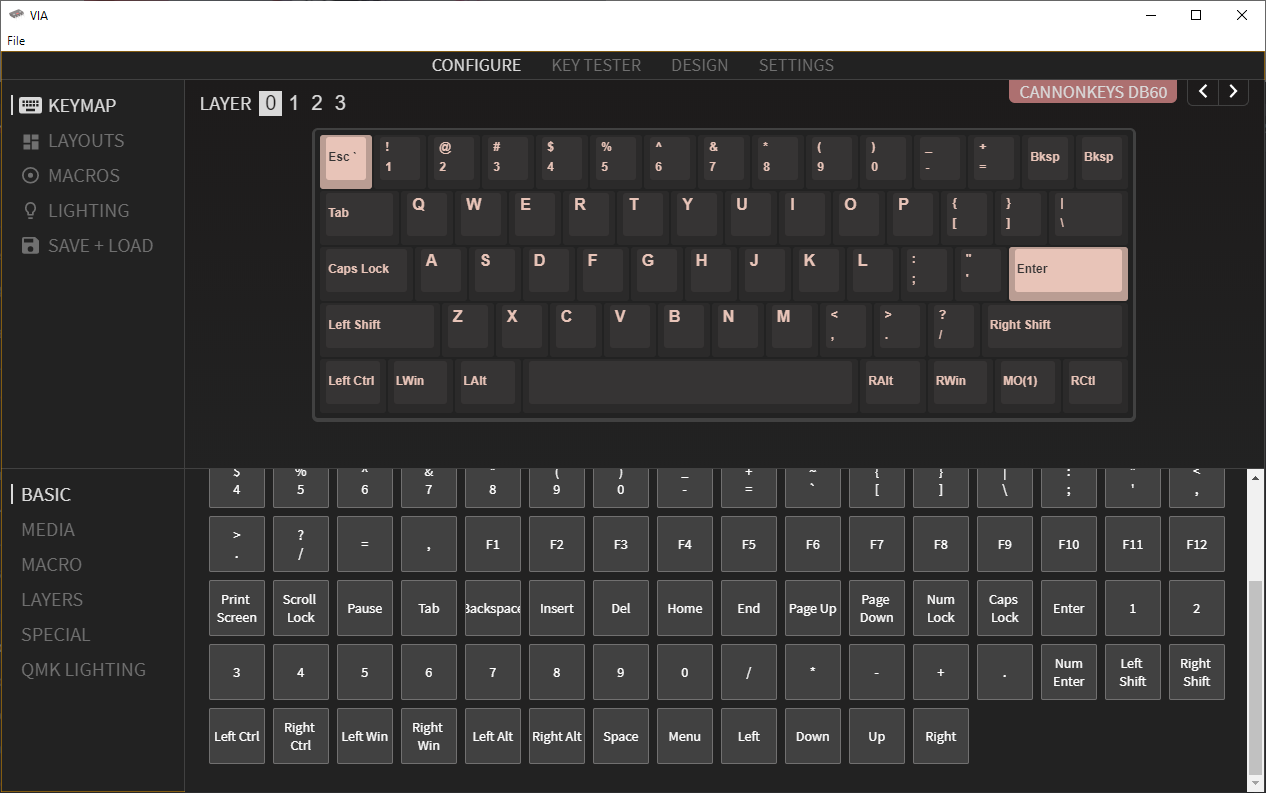 VIA
File
CONFIGURE KEY TESTER DESIGN SETTINGS
KEYMAP
LAYOUTS
MACROS
LIGHTING
SAVE + LOAD
LAYER 0 1 2 3
CANNONKEYS DB60
Esc ` ! @ # $ % ^ & * ( ) _ + Bksp Bksp
1 2 3 4 5 6 7 8 9 0 - =
Tab Q W E R T Y U I O P { } |
[ ] \
Caps Lock A S D F G H J K L : " Enter
; '
Left Shift Z X C V B N M < > ? Right Shift
, . /
Left Ctrl LWin LAlt RAlt RWin MO(1) RCtl
BASIC
MEDIA
MACRO
LAYERS
SPECIAL
QMK LIGHTING
$ % ^ & * ( ) _ + ~ { } | : " <
4 5 6 7 8 9 0 - = ` [ ] \ ; ' ,
> ? = , F1 F2 F3 F4 F5 F6 F7 F8 F9 F10 F11 F12
. /
Print Screen Scroll Lock Pause Tab Backspace Insert Del Home End Page Up Page Down Num Lock Caps Lock Enter 1 2
3 4 5 6 7 8 9 0 / * - + . Num Enter Left Shift Right Shift
Left Ctrl Right Ctrl Left Win Right Win Left Alt Right Alt Space Menu Left Down Up Right